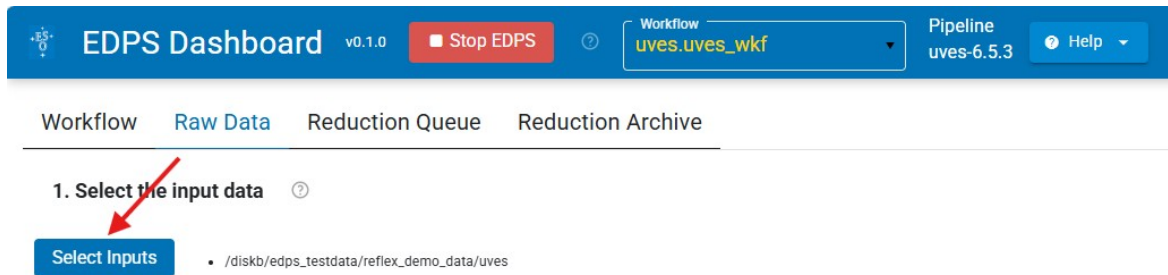 EDPS Dashboard v0.1.0 Stop EDPS Workflow uves.uves_wkf Pipeline uves-6.5.3 Help
Workflow Raw Data Reduction Queue Reduction Archive
1. Select the input data
Select Inputs • /diskb/edps_testdata/reflex_demo_data/uves